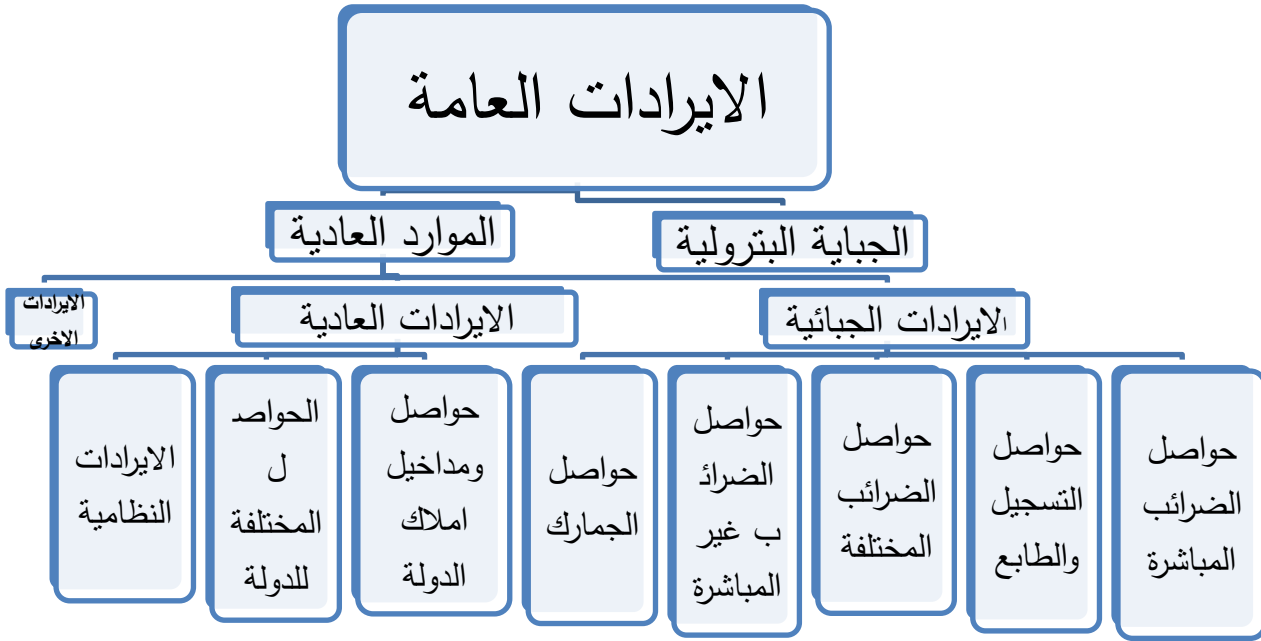 الايرادات العامة
الجباية البترولية
الموارد العادية
الايرادات الجبائية
الايرادات العادية
الايرادات
الاخرى
حواصل
الضرائب
المباشرة
حواصل
التسجيل
والطابع
حواصل
الضرائب
المختلفة
حواصل
الضرائ
ب غير
المباشرة
حواصل
الجمارك
حواصل
ومداخيل
املاك
الدولة
الحواص
ل
المختلفة
للدولة
الايرادات
النظامية